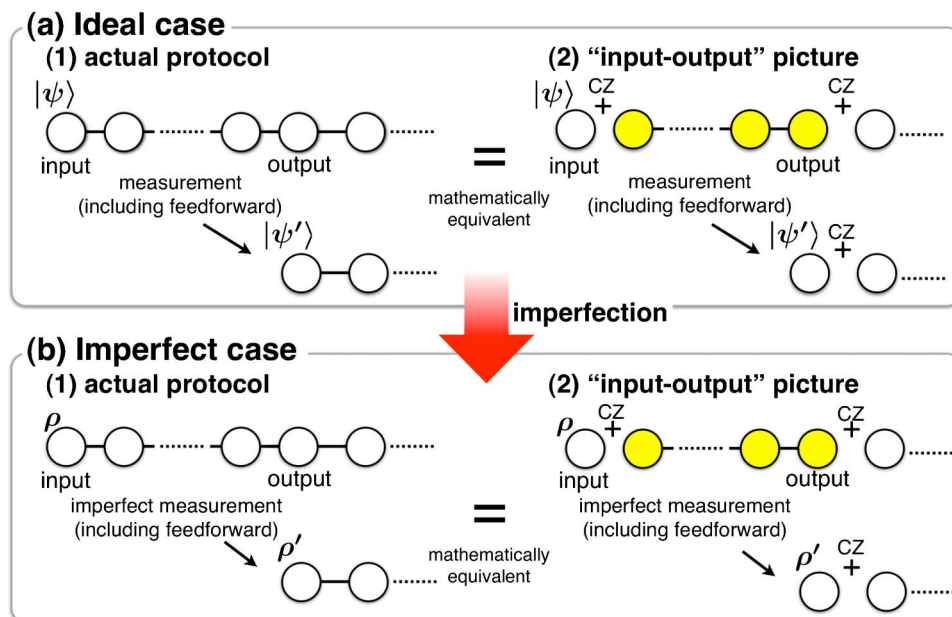 (a) Ideal case
(1) actual protocol
|ψ⟩
input
output
measurement
(including feedforward)
|ψ'⟩
=
mathematically
equivalent
(2) “input-output” picture
|ψ⟩
CZ
+
CZ
+
input
output
measurement
(including feedforward)
|ψ'⟩
CZ
+
imperfection
(b) Imperfect case
(1) actual protocol
ρ
input
output
imperfect measurement
(including feedforward)
ρ'
=
mathematically
equivalent
(2) “input-output” picture
ρ
CZ
+
CZ
+
input
output
imperfect measurement
(including feedforward)
ρ'
CZ
+